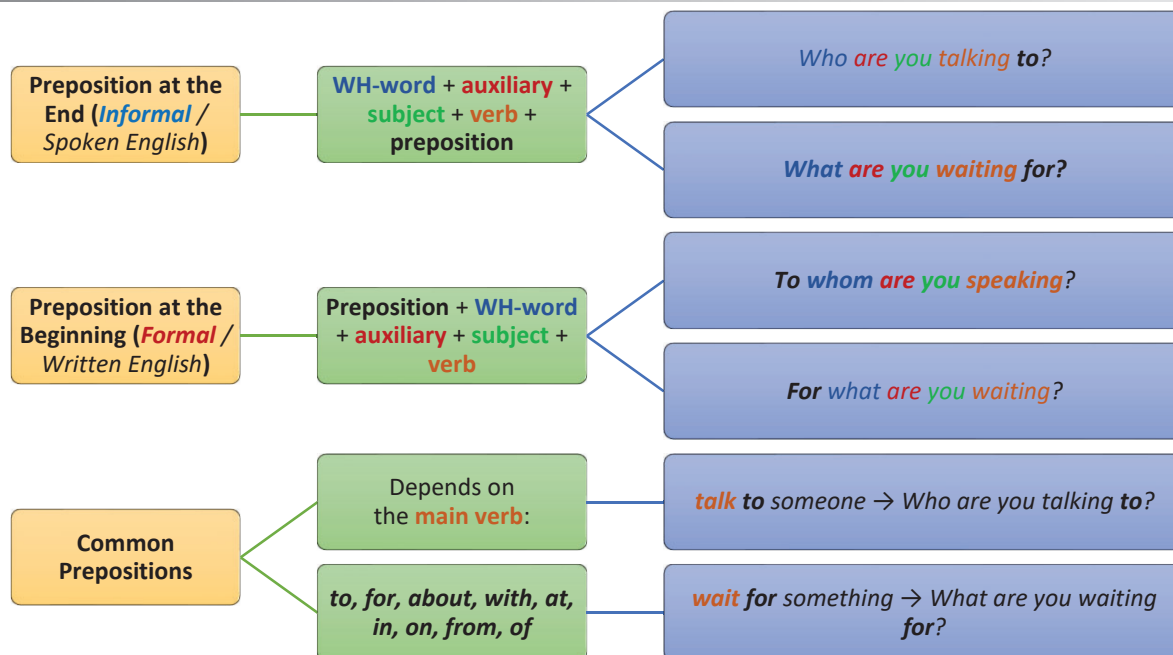 Preposition at the
End (Informal /
Spoken English)
WH-word + auxiliary +
subject + verb +
preposition
Who are you talking to?
What are you waiting for?
Preposition at the
Beginning (Formal /
Written English)
Preposition + WH-word
+ auxiliary + subject +
verb
To whom are you speaking?
For what are you waiting?
Common
Prepositions
Depends on
the main verb:
talk to someone → Who are you talking to?
to, for, about, with, at,
in, on, from, of
wait for something → What are you waiting
for?